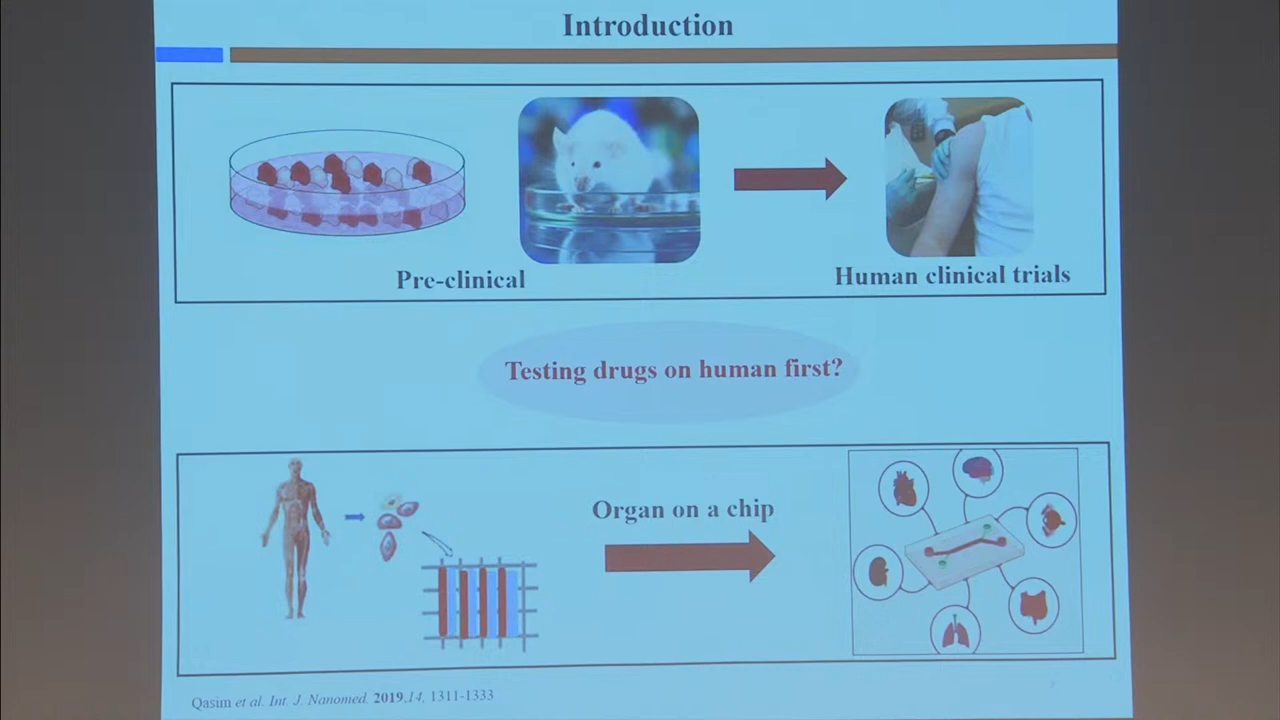 Introduction
Pre-clinical
Human clinical trials
Testing drugs on human first?
Organ on a chip
Qasim et al. Int. J. Nanomed. 2019,14, 1311-1333